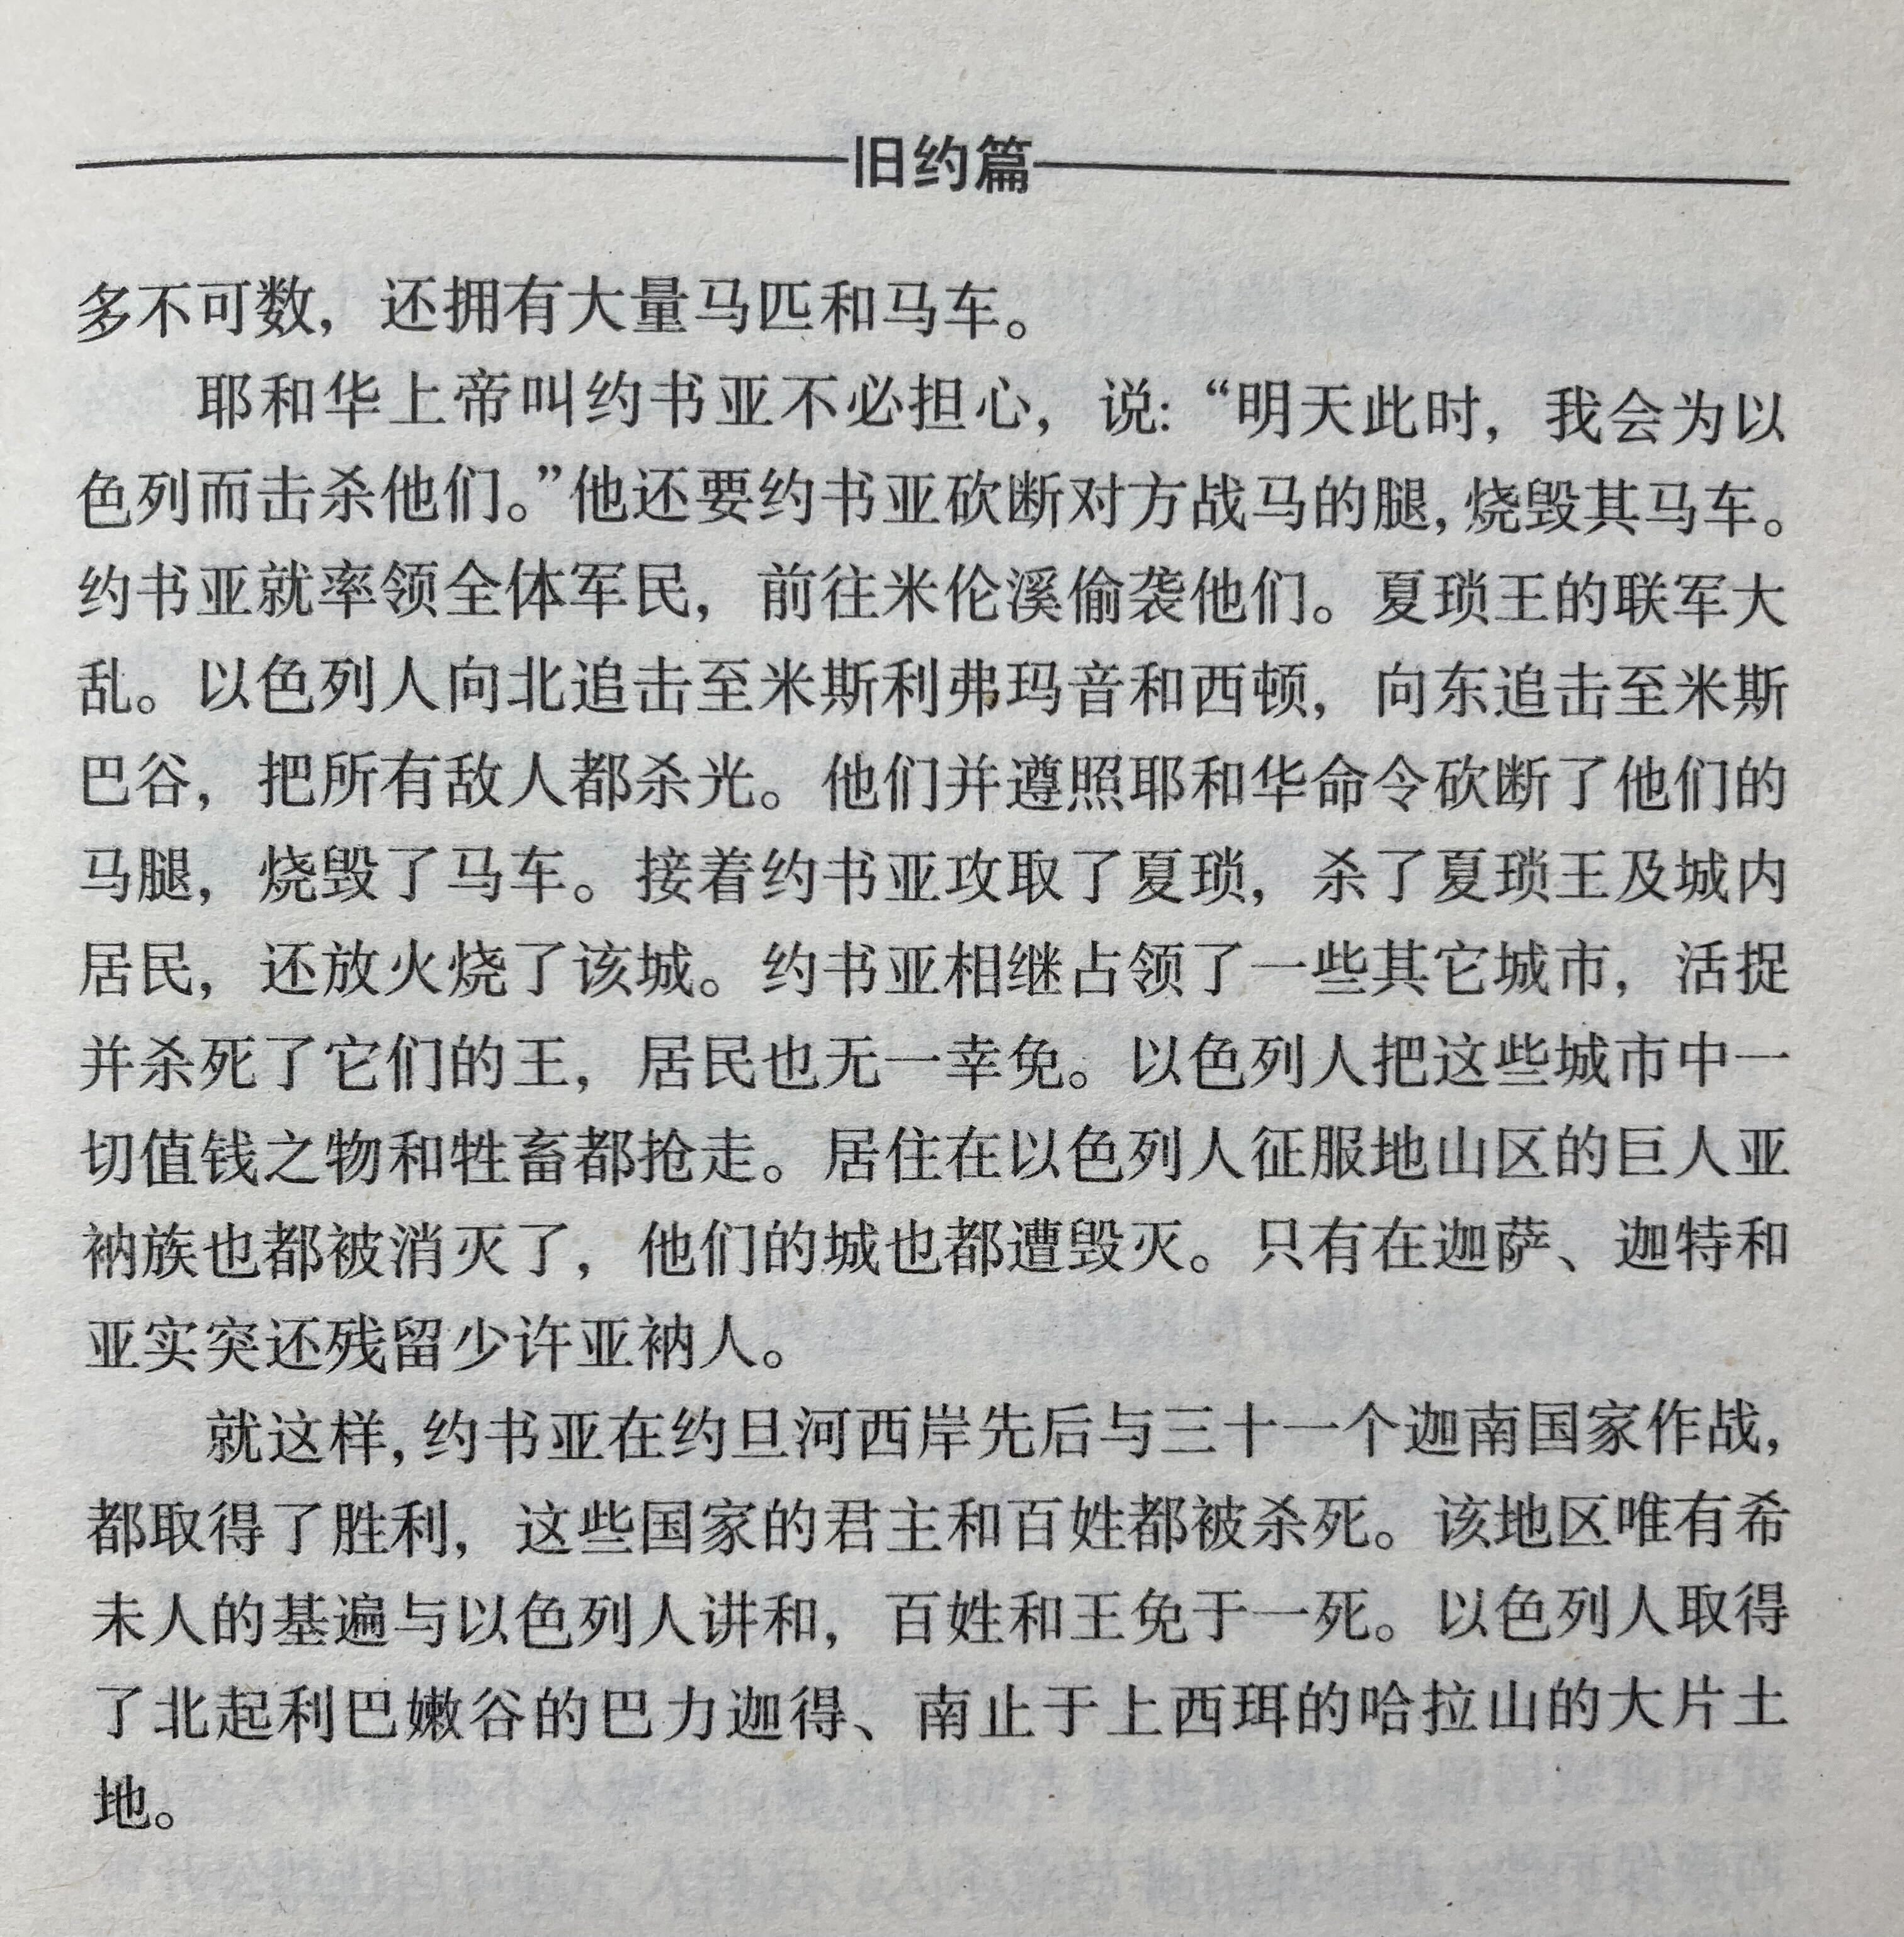 旧约篇
多不可数，还拥有大量马匹和马车。
耶和华上帝叫约书亚不必担心，说：“明天此时，我会为以
色列而击杀他们。”他还要约书亚砍断对方战马的腿，烧毁其马车。
约书亚就率领全体军民，前往米伦溪偷袭他们。夏琐王的联军大
乱。以色列人向北追击至米斯利弗玛音和西顿，向东追击至米斯
巴谷，把所有敌人都杀光。他们并遵照耶和华命令砍断了他们的
马腿，烧毁了马车。接着约书亚攻取了夏琐，杀了夏琐王及城内
居民，还放火烧了该城。约书亚相继占领了一些其它城市，活捉
并杀死了它们的王，居民也无一幸免。以色列人把这些城市中一
切值钱之物和牲畜都抢走。居住在以色列人征服地山区的巨人亚
衲族也都被消灭了，他们的城也都遭毁灭。只有在迦萨、迦特和
亚实突还残留少许亚衲人。
就这样，约书亚在约旦河西岸先后与三十一个迦南国家作战，
都取得了胜利，这些国家的君主和百姓都被杀死。该地区唯有希
未人的基遍与以色列人讲和，百姓和王免于一死。以色列人取得
了北起利巴嫩谷的巴力迦得、南止于上西珥的哈拉山的大片土
地。